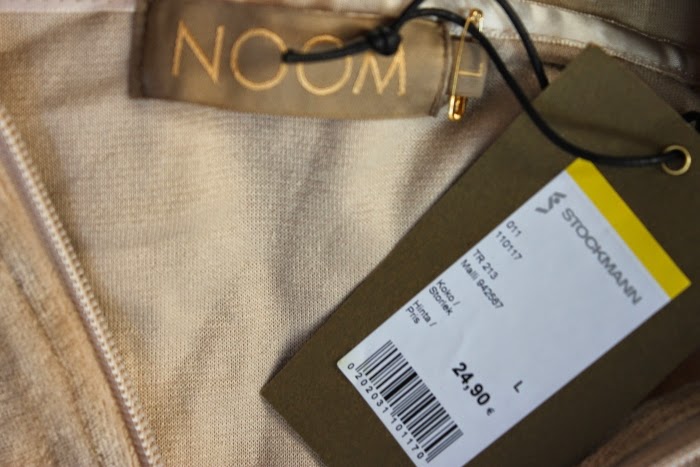 NOOM
L
STOCKMANN
011
110117
TR 213
Malli 942567
Koko /
Storlek
L
Hinta /
Pris
24,90 €
0202031101170